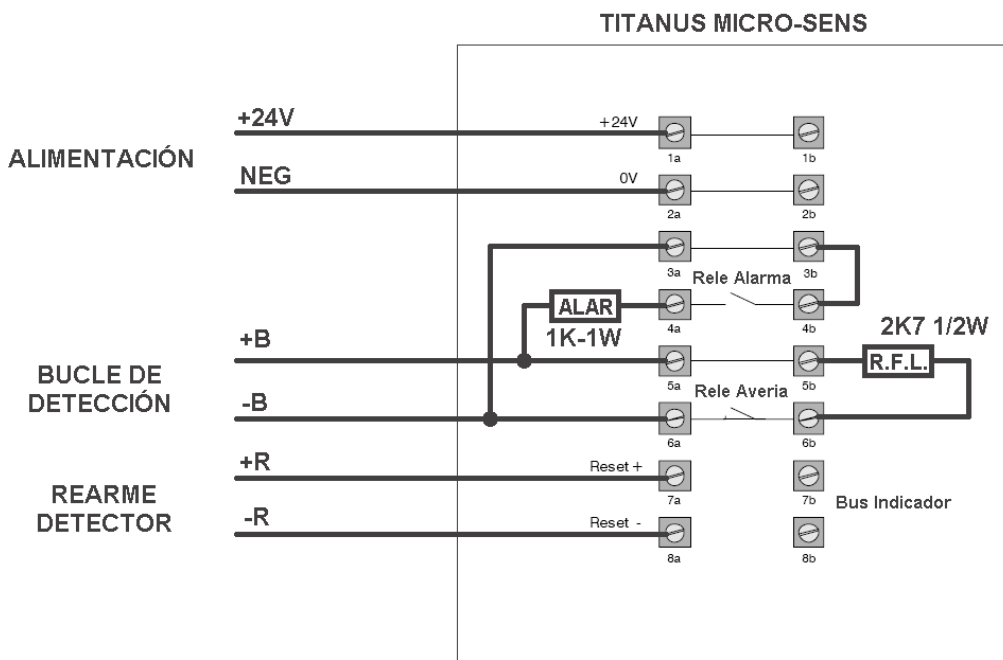 TITANUS MICRO-SENS
+24V
+24V
1a
1b
ALIMENTACIÓN
NEG
0V
2a
2b
3a
3b
Rele Alarma
ALAR
4a
4b
1K-1W
2K7 1/2W
+B
R.F.L.
5a
5b
BUCLE DE
DETECCIÓN
Rele Averia
-B
6a
6b
+R
Reset +
7a
7b
Bus Indicador
REARME
DETECTOR
-R
Reset -
8a
8b